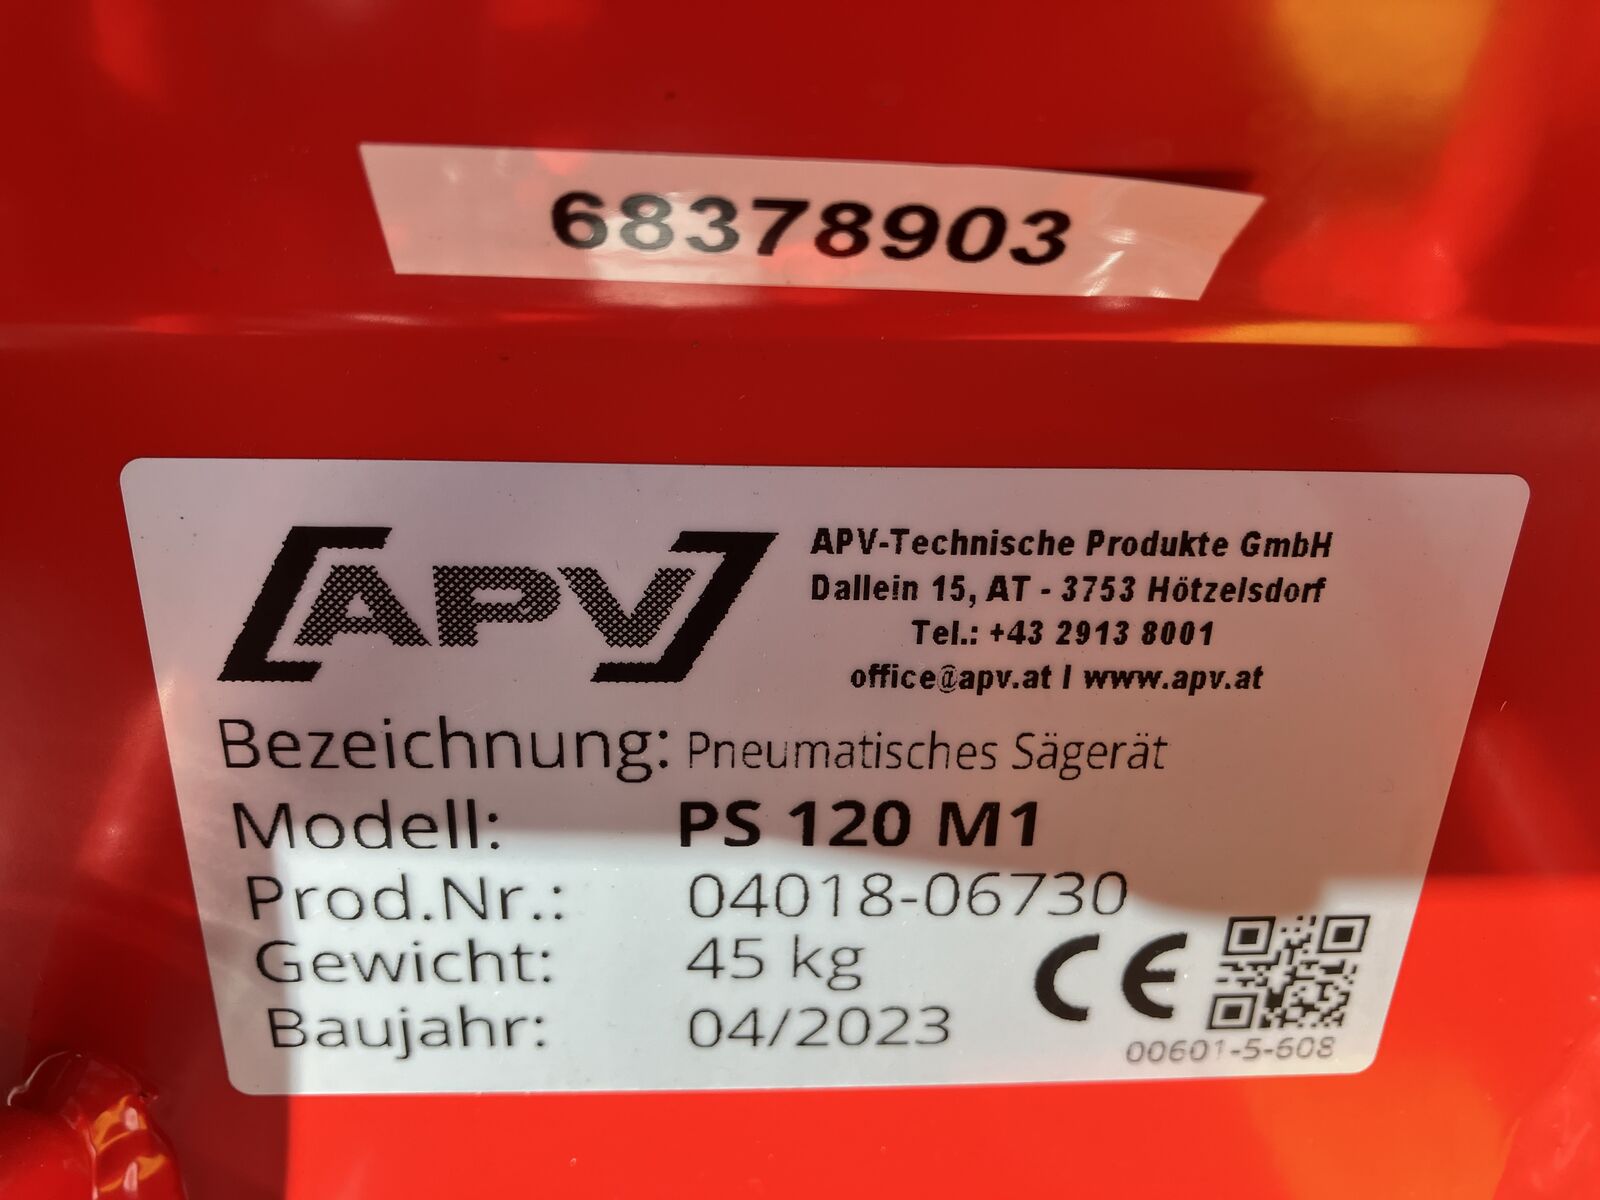 68378903
APV
APV-Technische Produkte GmbH
Dallein 15, AT - 3753 Hötzelsdorf
Tel.: +43 2913 8001
office@apv.at I www.apv.at
Bezeichnung: Pneumatisches Sägerät
Modell: PS 120 M1
Prod.Nr.: 04018-06730
Gewicht: 45 kg
Baujahr: 04/2023
CE
00601-5-608